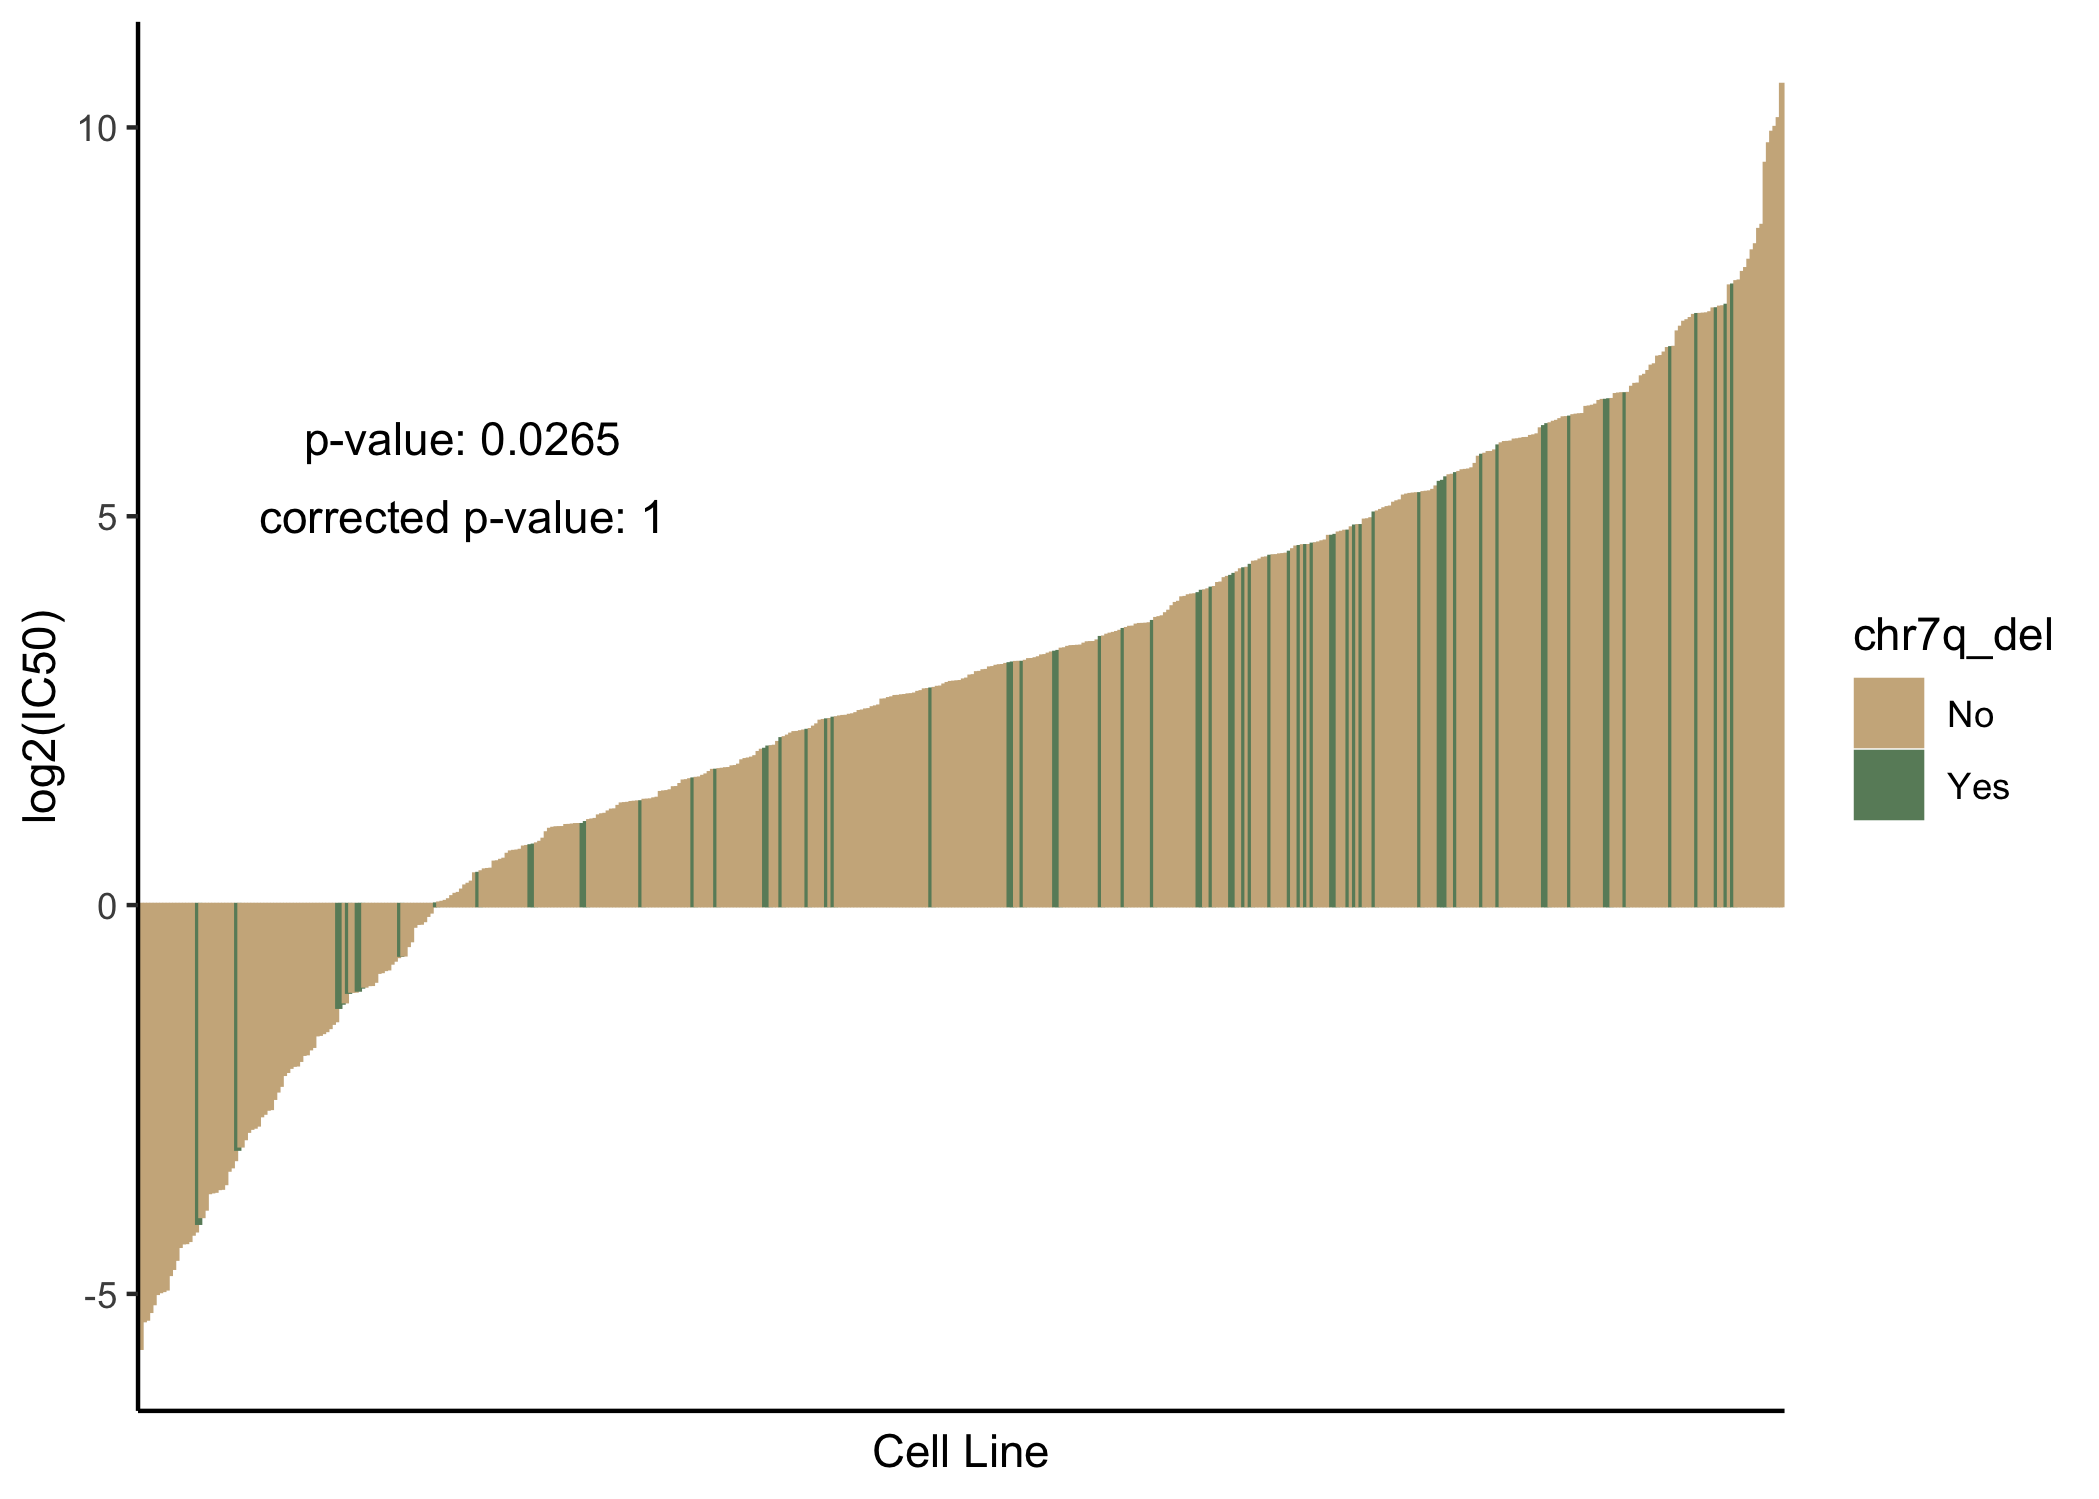 10
p-value: 0.0265
5
corrected p-value: 1
log2(IC50)
chr7q_del
No
Yes
0
-5
Cell Line